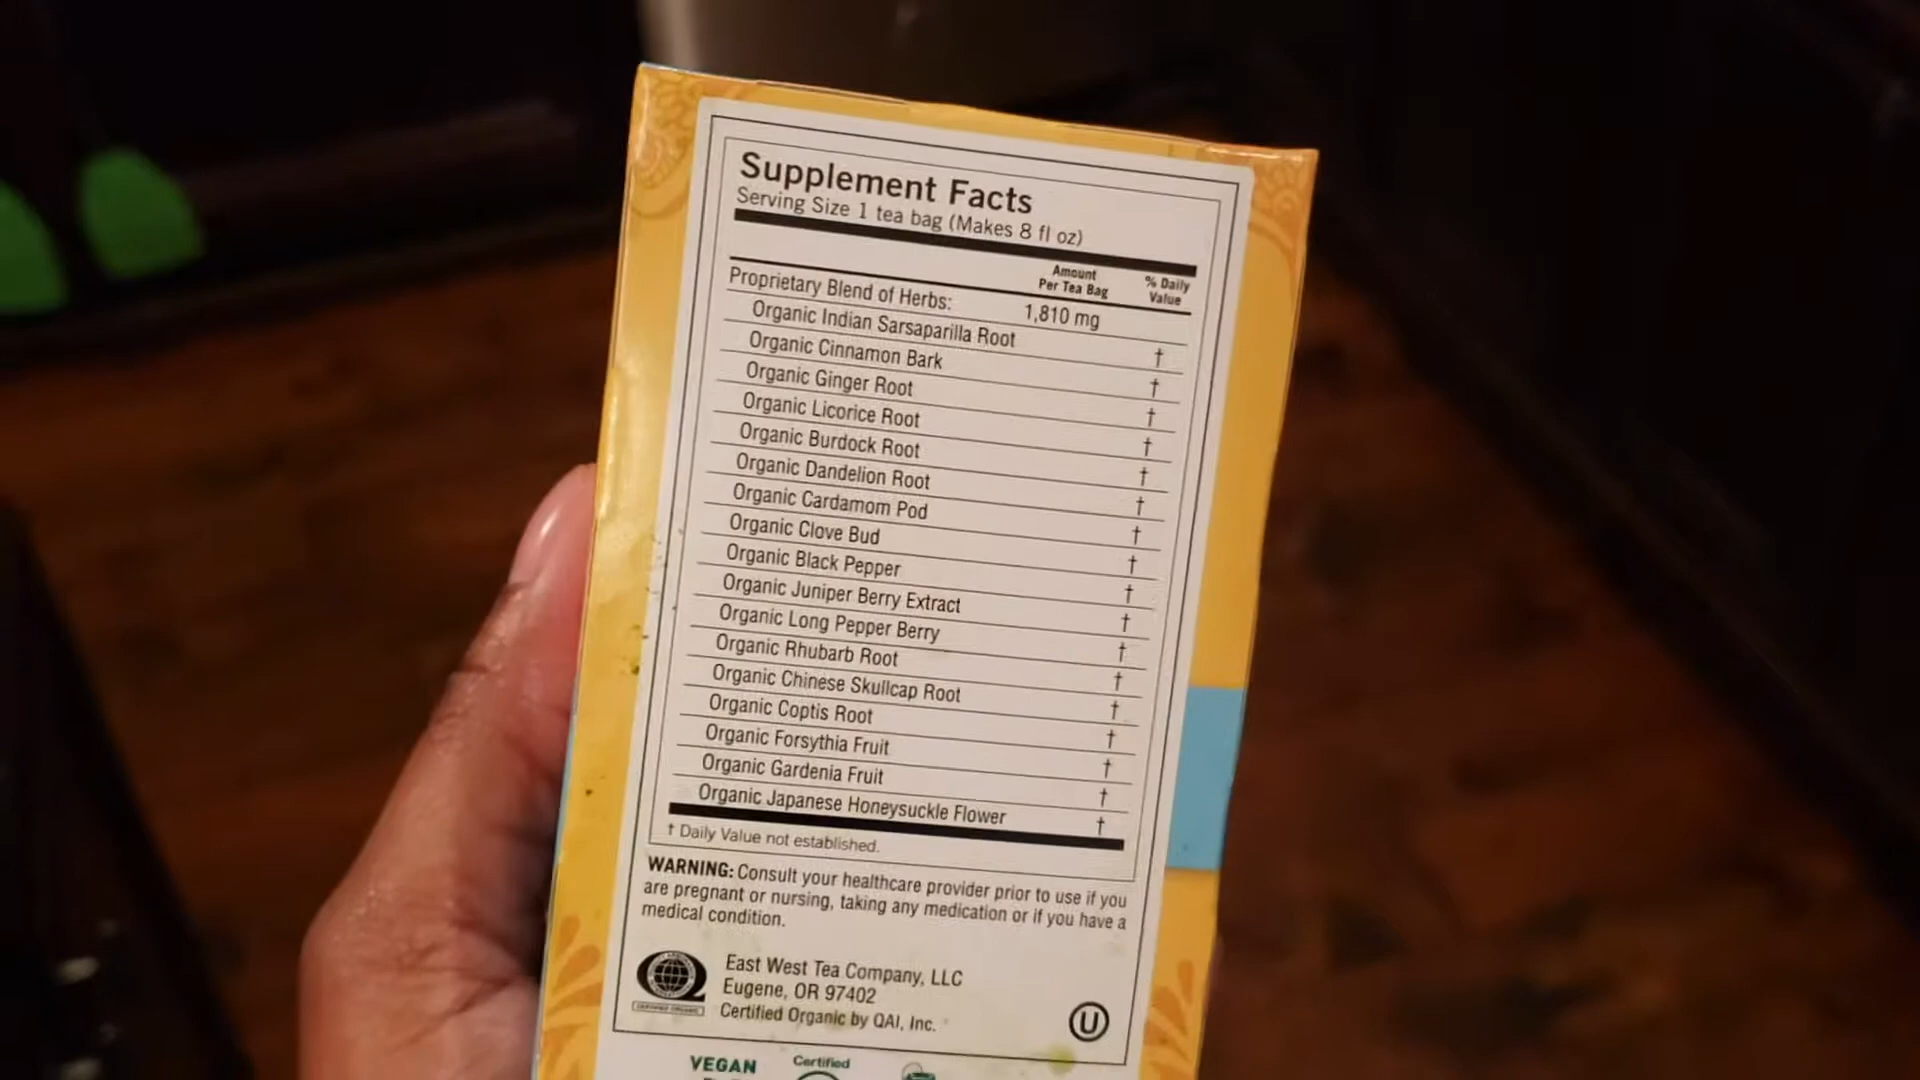 Supplement Facts
Serving Size 1 tea bag (Makes 8 fl oz)
Amount Per Tea Bag
% Daily Value
Proprietary Blend of Herbs: 1,810 mg
Organic Indian Sarsaparilla Root †
Organic Cinnamon Bark †
Organic Ginger Root †
Organic Licorice Root †
Organic Burdock Root †
Organic Dandelion Root †
Organic Cardamom Pod †
Organic Clove Bud †
Organic Black Pepper †
Organic Juniper Berry Extract †
Organic Long Pepper Berry †
Organic Rhubarb Root †
Organic Chinese Skullcap Root †
Organic Coptis Root †
Organic Forsythia Fruit †
Organic Gardenia Fruit †
Organic Japanese Honeysuckle Flower †
† Daily Value not established.
WARNING: Consult your healthcare provider prior to use if you
are pregnant or nursing, taking any medication or if you have a
medical condition.
East West Tea Company, LLC
Eugene, OR 97402
Certified Organic by QAI, Inc.
CERTIFIED ORGANIC
U
VEGAN
Certified